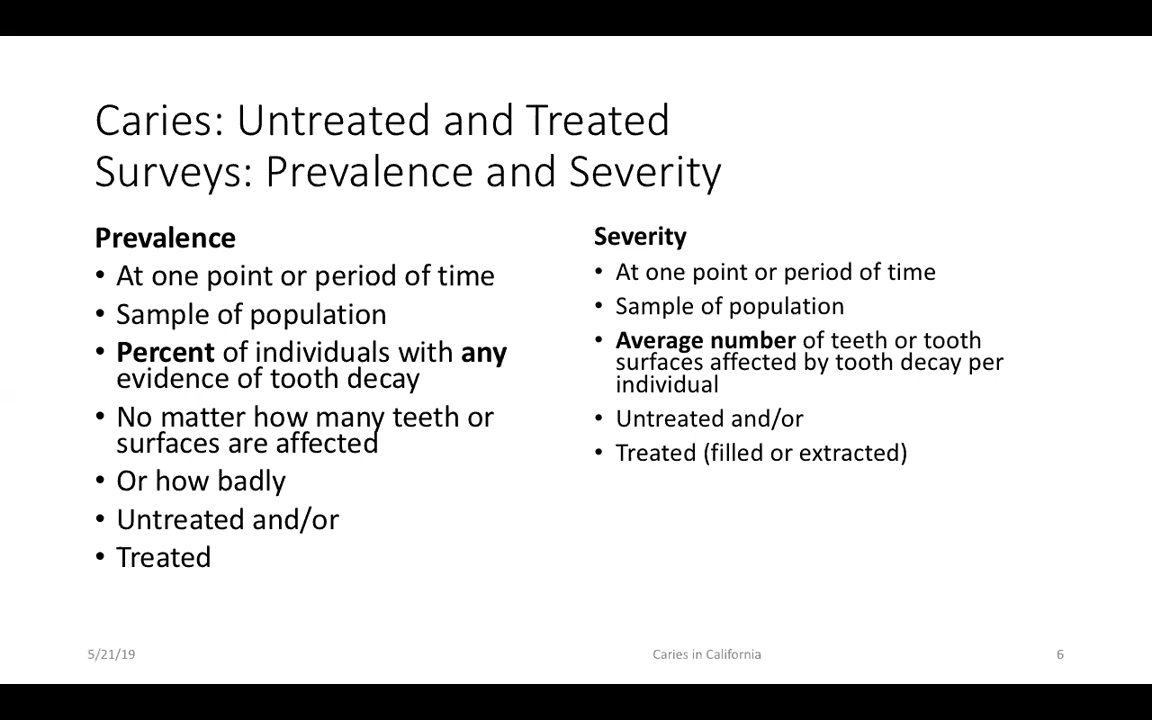 Caries: Untreated and Treated
Surveys: Prevalence and Severity
Prevalence
• At one point or period of time
• Sample of population
• Percent of individuals with any
evidence of tooth decay
• No matter how many teeth or
surfaces are affected
• Or how badly
• Untreated and/or
• Treated
Severity
• At one point or period of time
• Sample of population
• Average number of teeth or tooth
surfaces affected by tooth decay per
individual
• Untreated and/or
• Treated (filled or extracted)
5/21/19
Caries in California
6